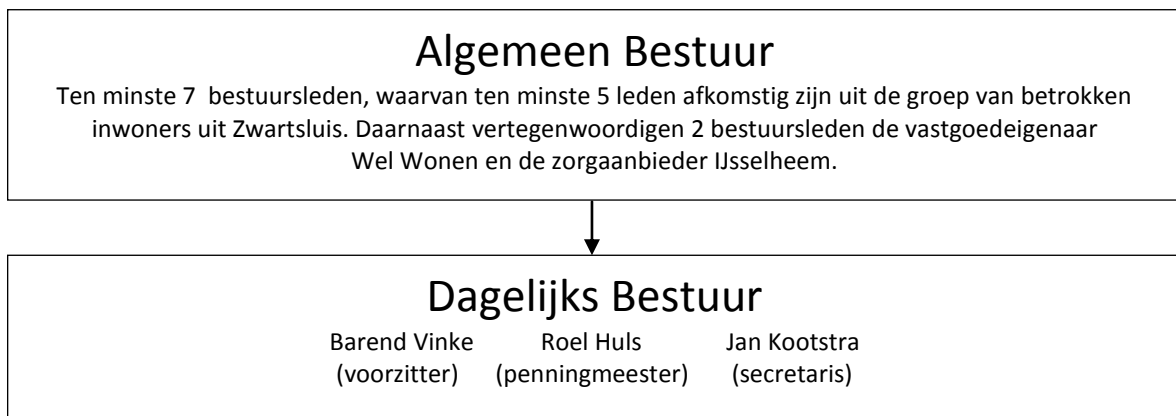 Algemeen Bestuur
Ten minste 7 bestuursleden, waarvan ten minste 5 leden afkomstig zijn uit de groep van betrokken
inwoners uit Zwartsluis. Daarnaast vertegenwoordigen 2 bestuursleden de vastgoedeigenaar
Wel Wonen en de zorgaanbieder IJsselheem.
Dagelijks Bestuur
Barend Vinke Roel Huls Jan Kootstra
(voorzitter) (penningmeester) (secretaris)